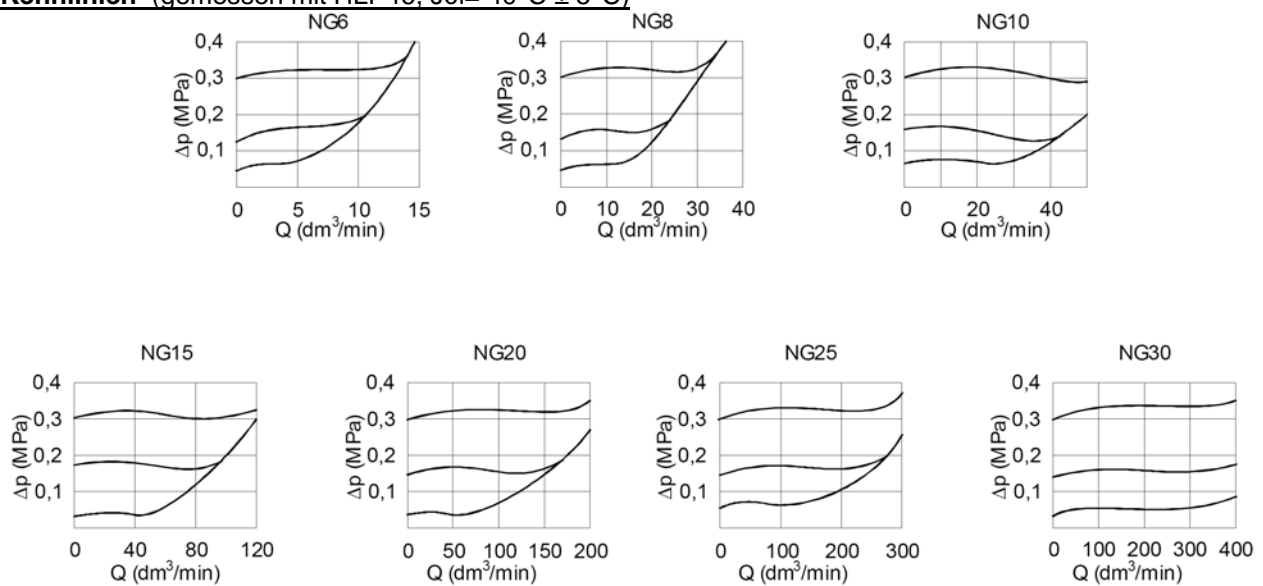 (gemessen mit HLP
NG6
NG8
NG10
0,4
0,3
0,2
0,1
Δp (MPa)
0 5 10 15
Q (dm³/min)
0,4
0,3
0,2
0,1
Δp (MPa)
0 10 20 30 40
Q (dm³/min)
0,4
0,3
0,2
0,1
Δp (MPa)
0 20 40
Q (dm³/min)
NG15
NG20
NG25
NG30
0,4
0,3
0,2
0,1
Δp (MPa)
0 40 80 120
Q (dm³/min)
0,4
0,3
0,2
0,1
Δp (MPa)
0 50 100 150 200
Q (dm³/min)
0,4
0,3
0,2
0,1
Δp (MPa)
0 100 200 300
Q (dm³/min)
0,4
0,3
0,2
0,1
Δp (MPa)
0 100 200 300 400
Q (dm³/min)